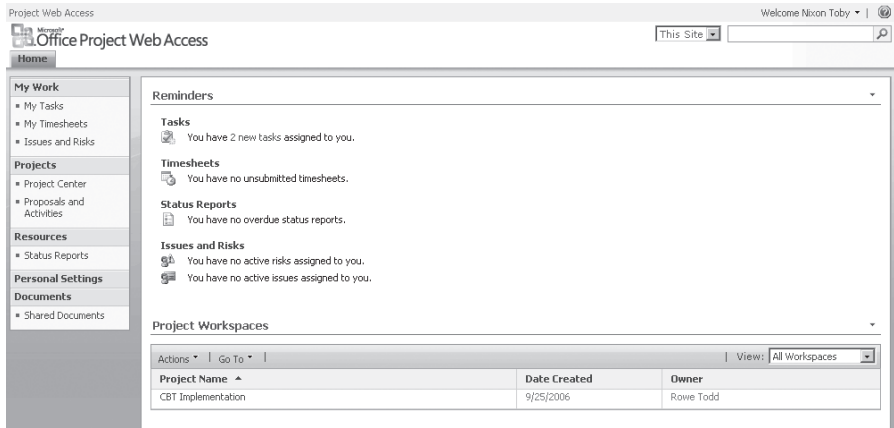 Project Web Access
Welcome Nixon Toby
Microsoft
Office Project Web Access
This Site
Home
My Work
My Tasks
My Timesheets
Issues and Risks
Projects
Project Center
Proposals and
Activities
Resources
Status Reports
Personal Settings
Documents
Shared Documents
Reminders
Tasks
You have 2 new tasks assigned to you.
Timesheets
You have no unsubmitted timesheets.
Status Reports
You have no overdue status reports.
Issues and Risks
You have no active risks assigned to you.
You have no active issues assigned to you.
Project Workspaces
Actions | Go To | | View: All Workspaces
Project Name Date Created Owner
CBT Implementation 9/25/2006 Rowe Todd